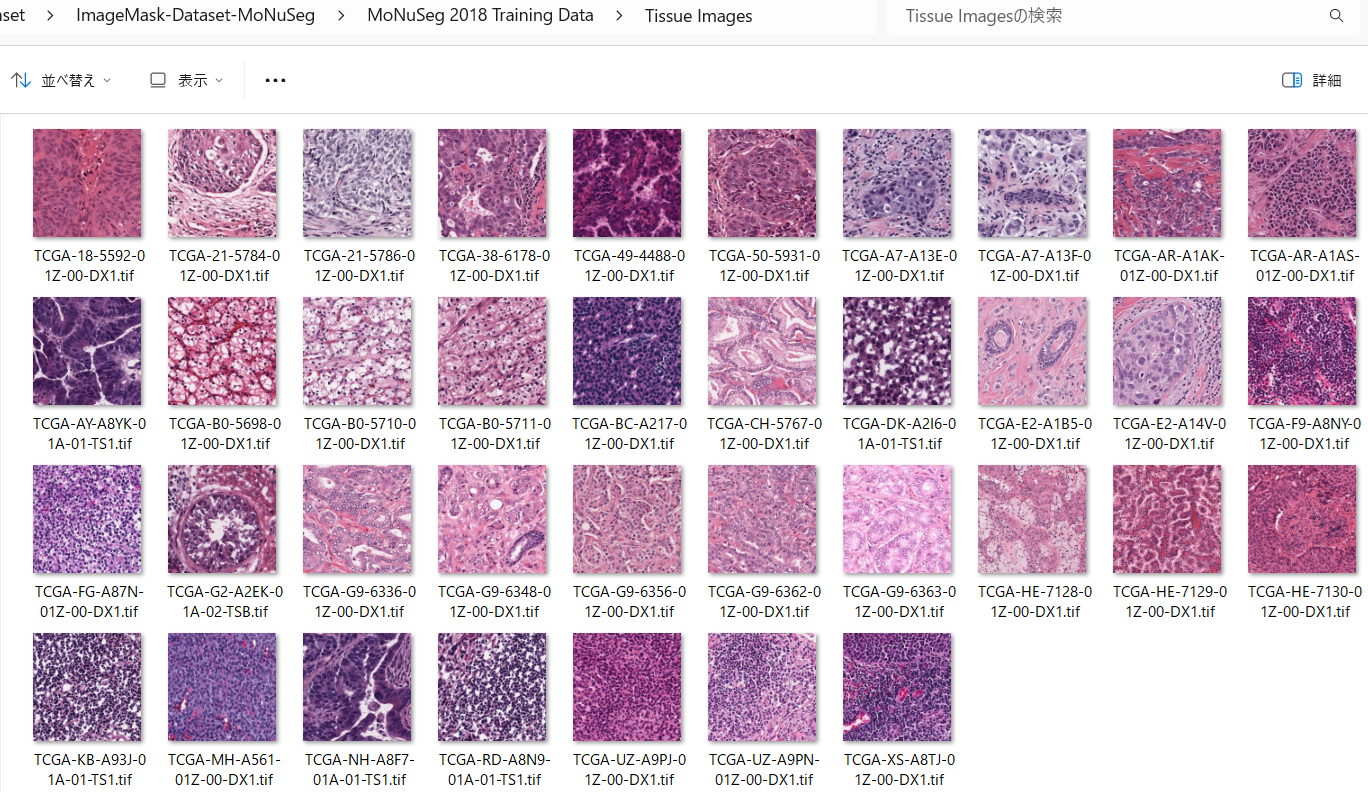 ImageMask-Dataset-MoNuSeg > MoNuSeg 2018 Training Data > Tissue Images Tissue Imagesの検索
並べ替え 表示 ••• 詳細
TCGA-18-5592-0 TCGA-21-5784-0 TCGA-21-5786-0 TCGA-38-6178-0 TCGA-49-4488-0 TCGA-50-5931-0 TCGA-A7-A13E-0 TCGA-A7-A13F-0 TCGA-AR-A1AK- TCGA-AR-A1AS-
1Z-00-DX1.tif 1Z-00-DX1.tif 1Z-00-DX1.tif 1Z-00-DX1.tif 1Z-00-DX1.tif 1Z-00-DX1.tif 1Z-00-DX1.tif 1Z-00-DX1.tif 01Z-00-DX1.tif 01Z-00-DX1.tif
TCGA-AY-A8YK-0 TCGA-B0-5698-0 TCGA-B0-5710-0 TCGA-B0-5711-0 TCGA-BC-A217-0 TCGA-CH-5767-0 TCGA-DK-A2I6-0 TCGA-E2-A1B5-0 TCGA-E2-A14V-0 TCGA-F9-A8NY-0
1A-01-TS1.tif 1Z-00-DX1.tif 1Z-00-DX1.tif 1Z-00-DX1.tif 1Z-00-DX1.tif 1Z-00-DX1.tif 1A-01-TS1.tif 1Z-00-DX1.tif 1Z-00-DX1.tif 1Z-00-DX1.tif
TCGA-FG-A87N- TCGA-G2-A2EK-0 TCGA-G9-6336-0 TCGA-G9-6348-0 TCGA-G9-6356-0 TCGA-G9-6362-0 TCGA-G9-6363-0 TCGA-HE-7128-0 TCGA-HE-7129-0 TCGA-HE-7130-0
01Z-00-DX1.tif 1A-02-TSB.tif 1Z-00-DX1.tif 1Z-00-DX1.tif 1Z-00-DX1.tif 1Z-00-DX1.tif 1Z-00-DX1.tif 1Z-00-DX1.tif 1Z-00-DX1.tif 1Z-00-DX1.tif
TCGA-KB-A93J-0 TCGA-MH-A561- TCGA-NH-A8F7- TCGA-RD-A8N9- TCGA-UZ-A9PJ-0 TCGA-UZ-A9PN- TCGA-XS-A8TJ-0
1A-01-TS1.tif 01Z-00-DX1.tif 01A-01-TS1.tif 01A-01-TS1.tif 1Z-00-DX1.tif 01Z-00-DX1.tif 1Z-00-DX1.tif